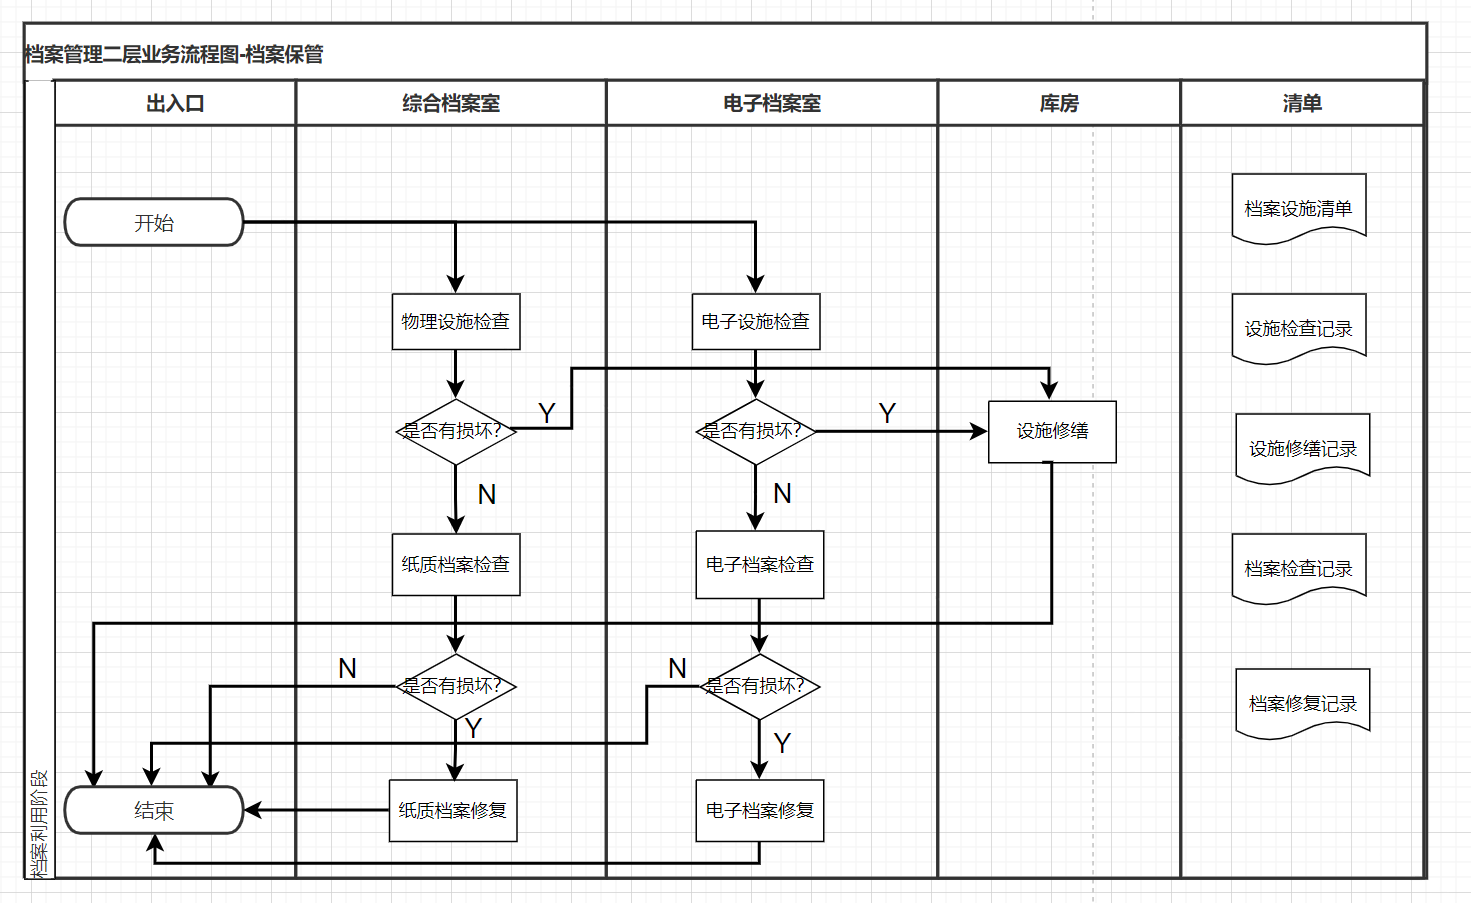 档案管理二层业务流程图-档案保管
出入口
综合档案室
电子档案室
库房
清单
开始
档案设施清单
物理设施检查
电子设施检查
设施检查记录
Y
Y
是否有损坏?
是否有损坏?
设施修缮
设施修缮记录
N
N
纸质档案检查
电子档案检查
档案检查记录
N
N
是否有损坏?
是否有损坏?
档案修复记录
Y
Y
结束
纸质档案修复
电子档案修复
档案利用阶段